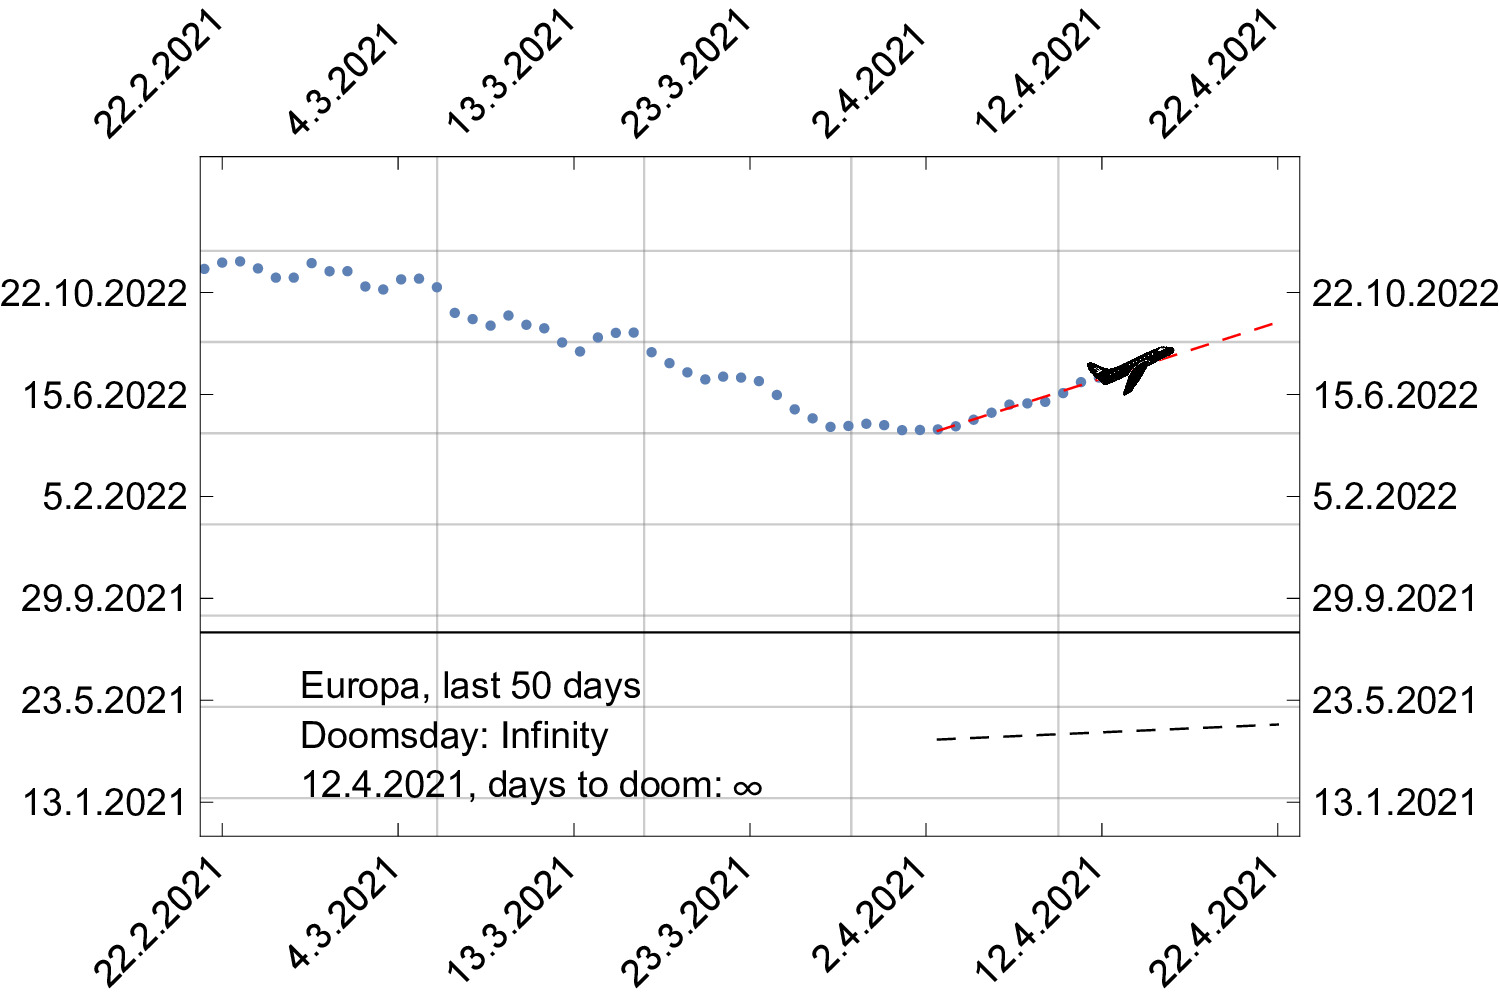 22.2.2021 4.3.2021 13.3.2021 23.3.2021 2.4.2021 12.4.2021 22.4.2021
22.10.2022 22.10.2022
15.6.2022 15.6.2022
5.2.2022 5.2.2022
29.9.2021 29.9.2021
23.5.2021 23.5.2021
13.1.2021 13.1.2021
Europa, last 50 days
Doomsday: Infinity
12.4.2021, days to doom: ∞
22.2.2021 4.3.2021 13.3.2021 23.3.2021 2.4.2021 12.4.2021 22.4.2021